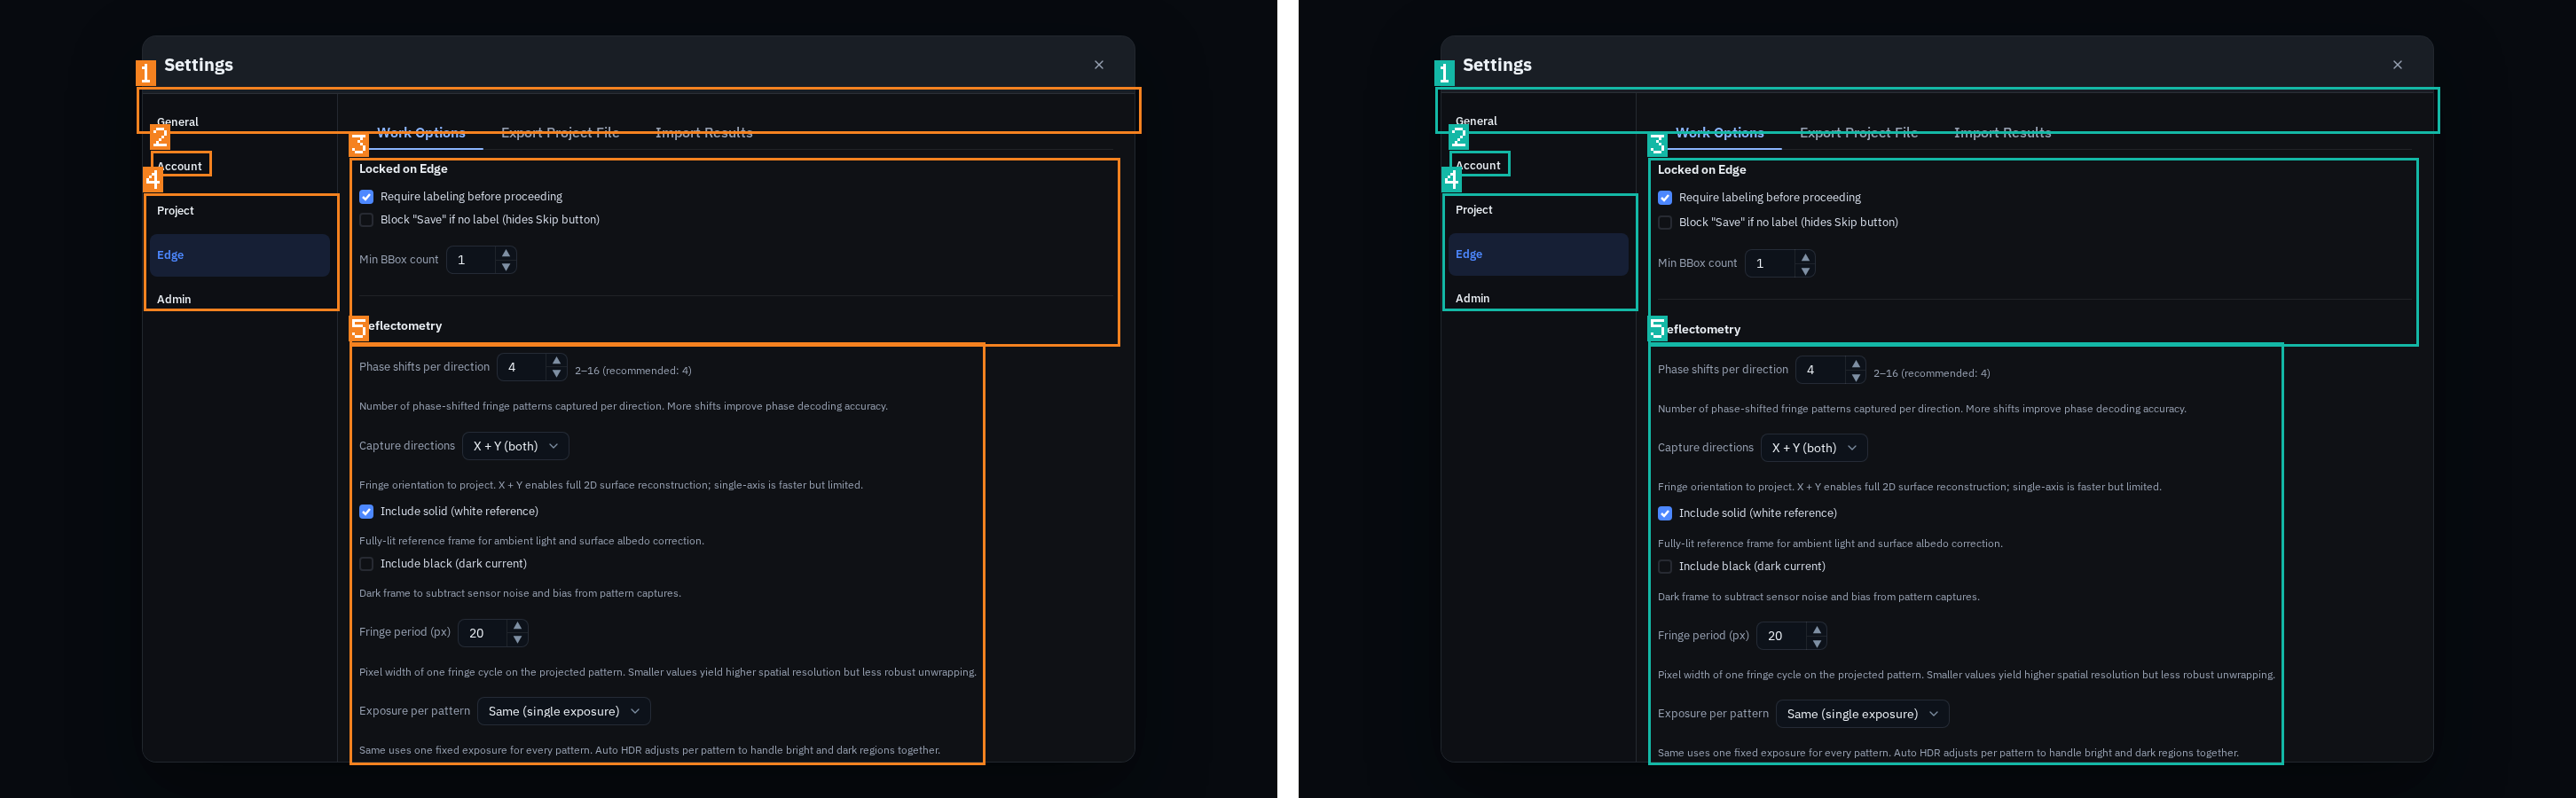 Settings
×
1
General
2
Account
4
Project
Edge
Admin
Work Options Export Project File Import Results
3
Locked on Edge
Require labeling before proceeding
Block "Save" if no label (hides Skip button)
Min BBox count 1
5
eflectometry
Phase shifts per direction 4 2–16 (recommended: 4)
Number of phase-shifted fringe patterns captured per direction. More shifts improve phase decoding accuracy.
Capture directions X + Y (both)
Fringe orientation to project. X + Y enables full 2D surface reconstruction; single-axis is faster but limited.
Include solid (white reference)
Fully-lit reference frame for ambient light and surface albedo correction.
Include black (dark current)
Dark frame to subtract sensor noise and bias from pattern captures.
Fringe period (px) 20
Pixel width of one fringe cycle on the projected pattern. Smaller values yield higher spatial resolution but less robust unwrapping.
Exposure per pattern Same (single exposure)
Same uses one fixed exposure for every pattern. Auto HDR adjusts per pattern to handle bright and dark regions together.
Settings
×
1
General
2
Account
4
Project
Edge
Admin
Work Options Export Project File Import Results
3
Locked on Edge
Require labeling before proceeding
Block "Save" if no label (hides Skip button)
Min BBox count 1
5
eflectometry
Phase shifts per direction 4 2–16 (recommended: 4)
Number of phase-shifted fringe patterns captured per direction. More shifts improve phase decoding accuracy.
Capture directions X + Y (both)
Fringe orientation to project. X + Y enables full 2D surface reconstruction; single-axis is faster but limited.
Include solid (white reference)
Fully-lit reference frame for ambient light and surface albedo correction.
Include black (dark current)
Dark frame to subtract sensor noise and bias from pattern captures.
Fringe period (px) 20
Pixel width of one fringe cycle on the projected pattern. Smaller values yield higher spatial resolution but less robust unwrapping.
Exposure per pattern Same (single exposure)
Same uses one fixed exposure for every pattern. Auto HDR adjusts per pattern to handle bright and dark regions together.